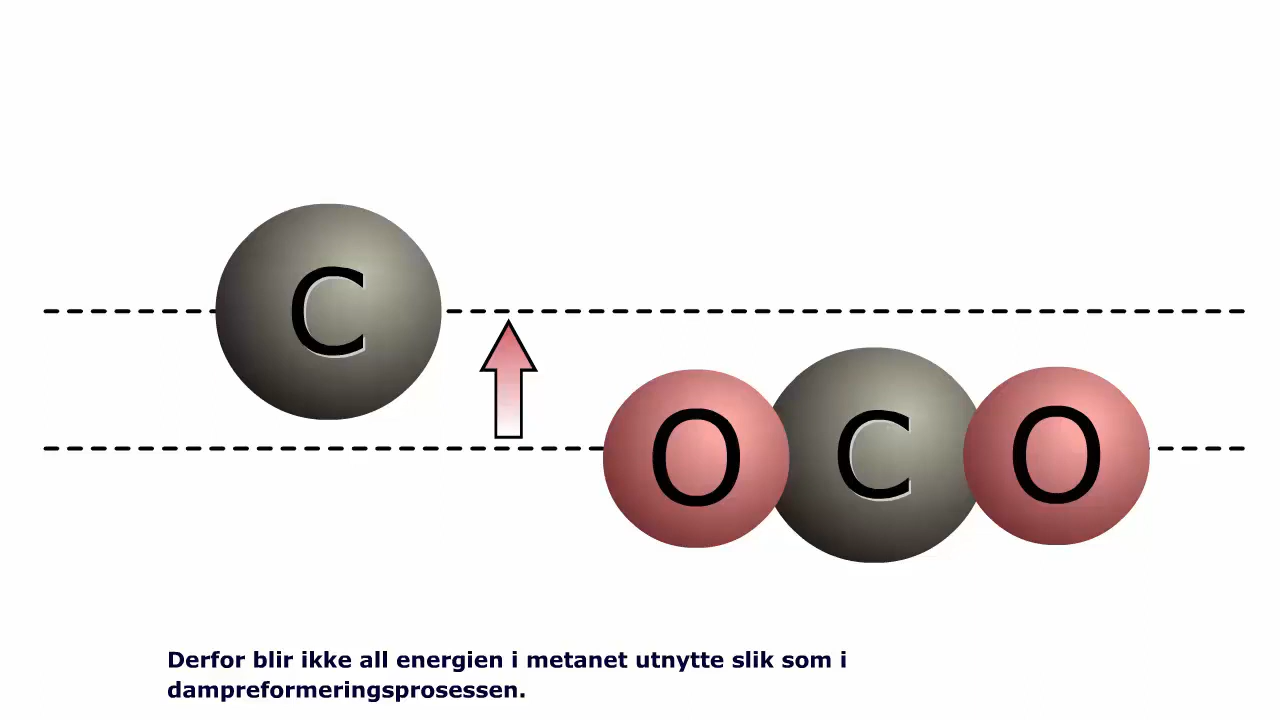 C
O C O
Derfor blir ikke all energien i metanet utnytte slik som i
dampreformeringsprosessen.